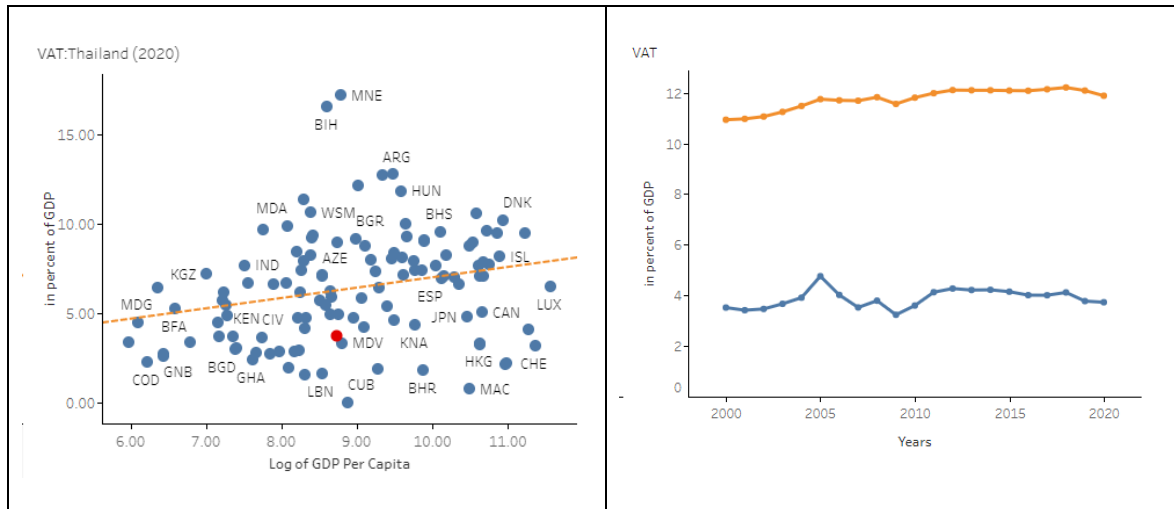 VAT:Thailand (2020)
in percent of GDP
15.00
10.00
5.00
0.00
MNE
BIH
ARG
HUN
DNK
MDA
WSM
BGR
BHS
KGZ
IND
AZE
ISL
MDG
BFA
KEN
CIV
ESP
LUX
JPN
CAN
MDV
KNA
COD
GNB
BGD
GHA
LBN
CUB
BHR
HKG
CHE
MAC
6.00 7.00 8.00 9.00 10.00 11.00
Log of GDP Per Capita
VAT
in percent of GDP
12
10
8
6
4
2
0
2000 2005 2010 2015 2020
Years